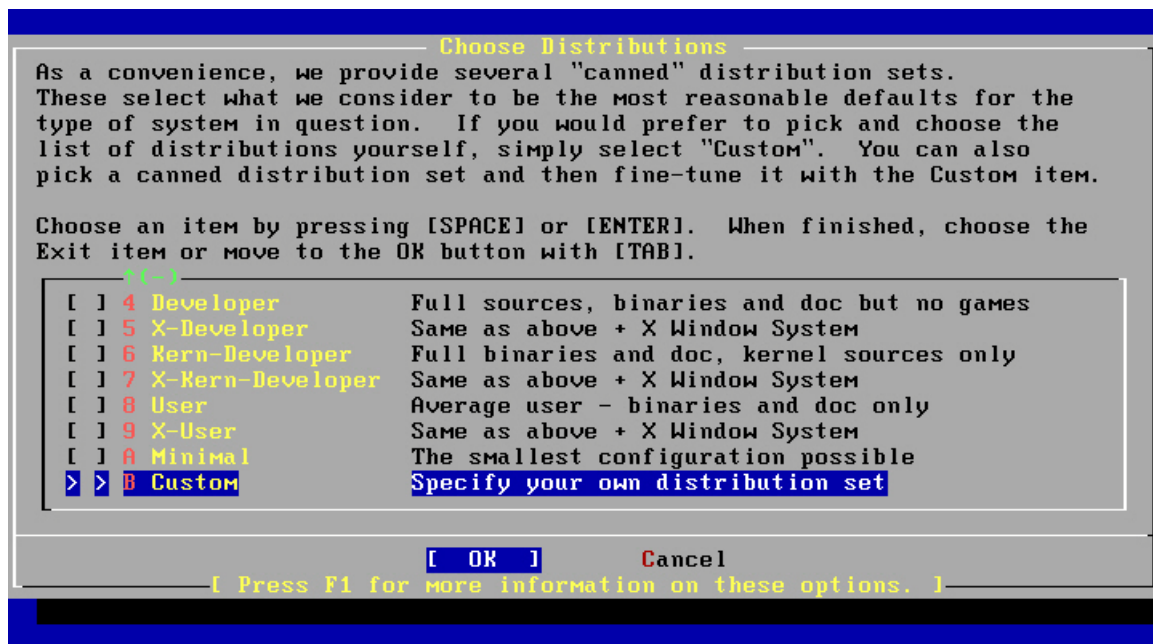 Choose Distributions
As a convenience, we provide several "canned" distribution sets.
These select what we consider to be the most reasonable defaults for the
type of system in question.  If you would prefer to pick and choose the
list of distributions yourself, simply select "Custom".  You can also
pick a canned distribution set and then fine-tune it with the Custom item.
Choose an item by pressing [SPACE] or [ENTER].  When finished, choose the
Exit item or move to the OK button with [TAB].
↑(-)
[ ] 4 Developer Full sources, binaries and doc but no games
[ ] 5 X-Developer Same as above + X Window System
[ ] 6 Kern-Developer Full binaries and doc, kernel sources only
[ ] 7 X-Kern-Developer Same as above + X Window System
[ ] 8 User Average user - binaries and doc only
[ ] 9 X-User Same as above + X Window System
[ ] A Minimal The smallest configuration possible
> > B Custom Specify your own distribution set
[ OK ] Cancel
[ Press F1 for more information on these options. ]